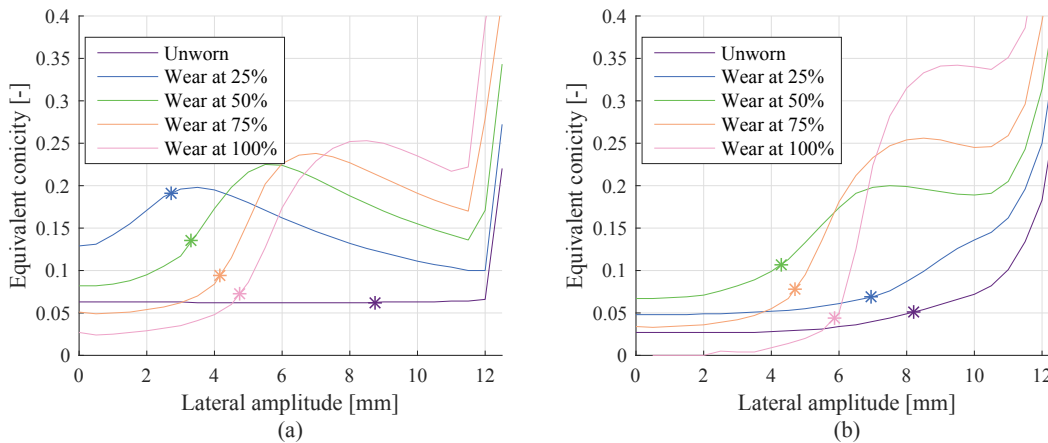 0.4
0.35
0.3
0.25
0.2
0.15
0.1
0.05
0
Equivalent conicity [-]
Unworn
Wear at 25%
Wear at 50%
Wear at 75%
Wear at 100%
0 2 4 6 8 10 12
Lateral amplitude [mm]
(a)
0.4
0.35
0.3
0.25
0.2
0.15
0.1
0.05
0
Equivalent conicity [-]
Unworn
Wear at 25%
Wear at 50%
Wear at 75%
Wear at 100%
0 2 4 6 8 10 12
Lateral amplitude [mm]
(b)